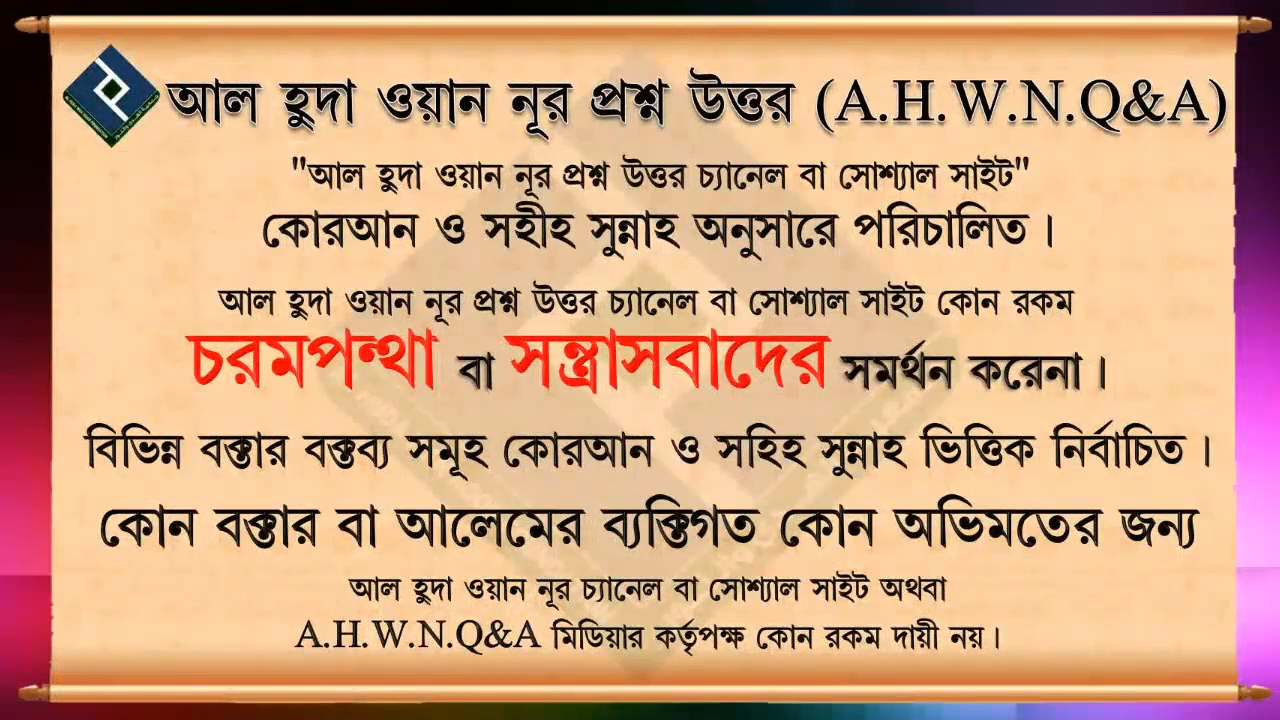 আল হুদা ওয়ান নূর প্রশ্ন উত্তর (A.H.W.N.Q&A)
"আল হুদা ওয়ান নূর প্রশ্ন উত্তর চ্যানেল বা সোশ্যাল সাইট"
কোরআন ও সহীহ সুন্নাহ অনুসারে পরিচালিত।
আল হুদা ওয়ান নূর প্রশ্ন উত্তর চ্যানেল বা সোশ্যাল সাইট কোন রকম
চরমপন্থা বা সন্ত্রাসবাদের সমর্থন করেনা।
বিভিন্ন বক্তার বক্তব্য সমূহ কোরআন ও সহিহ সুন্নাহ ভিত্তিক নির্বাচিত।
কোন বক্তার বা আলেমের ব্যক্তিগত কোন অভিমতের জন্য
আল হুদা ওয়ান নূর চ্যানেল বা সোশ্যাল সাইট অথবা
A.H.W.N.Q&A মিডিয়ার কর্তৃপক্ষ কোন রকম দায়ী নয়।